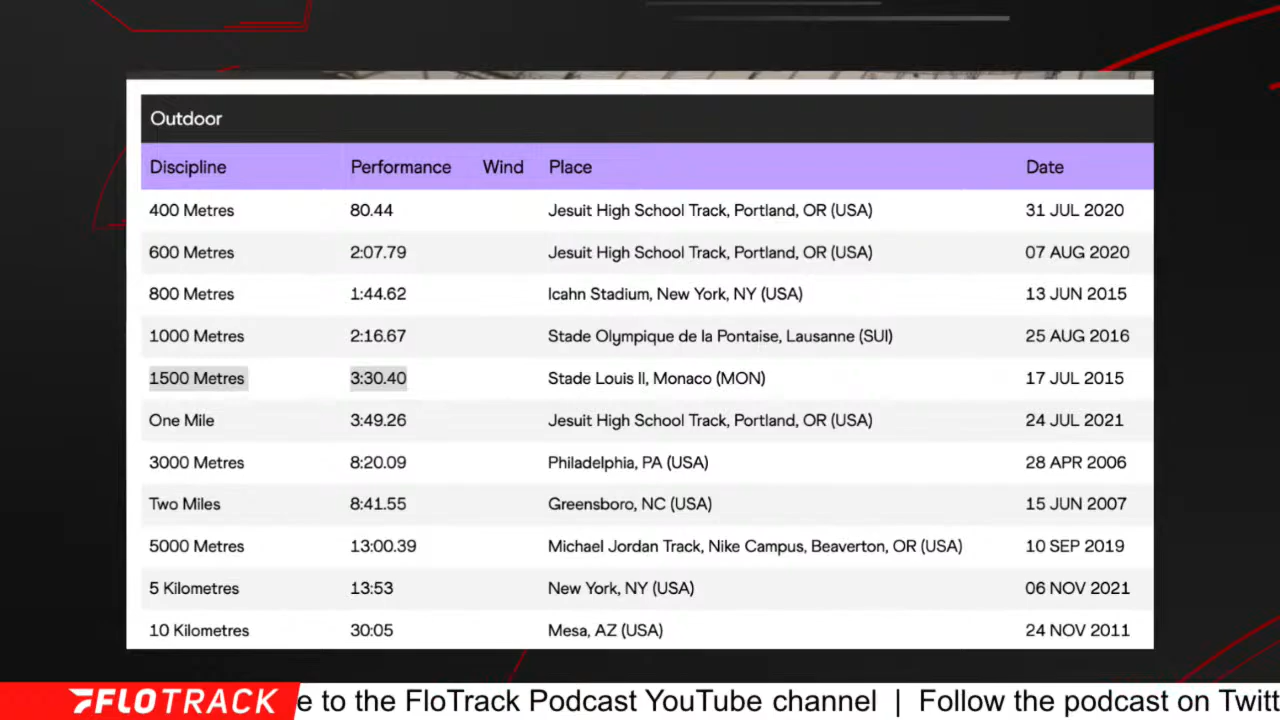 Outdoor
Discipline Performance Wind Place Date
400 Metres 80.44 Jesuit High School Track, Portland, OR (USA) 31 JUL 2020
600 Metres 2:07.79 Jesuit High School Track, Portland, OR (USA) 07 AUG 2020
800 Metres 1:44.62 Icahn Stadium, New York, NY (USA) 13 JUN 2015
1000 Metres 2:16.67 Stade Olympique de la Pontaise, Lausanne (SUI) 25 AUG 2016
1500 Metres 3:30.40 Stade Louis II, Monaco (MON) 17 JUL 2015
One Mile 3:49.26 Jesuit High School Track, Portland, OR (USA) 24 JUL 2021
3000 Metres 8:20.09 Philadelphia, PA (USA) 28 APR 2006
Two Miles 8:41.55 Greensboro, NC (USA) 15 JUN 2007
5000 Metres 13:00.39 Michael Jordan Track, Nike Campus, Beaverton, OR (USA) 10 SEP 2019
5 Kilometres 13:53 New York, NY (USA) 06 NOV 2021
10 Kilometres 30:05 Mesa, AZ (USA) 24 NOV 2011
FLOTRACK e to the FloTrack Podcast YouTube channel | Follow the podcast on Twitt